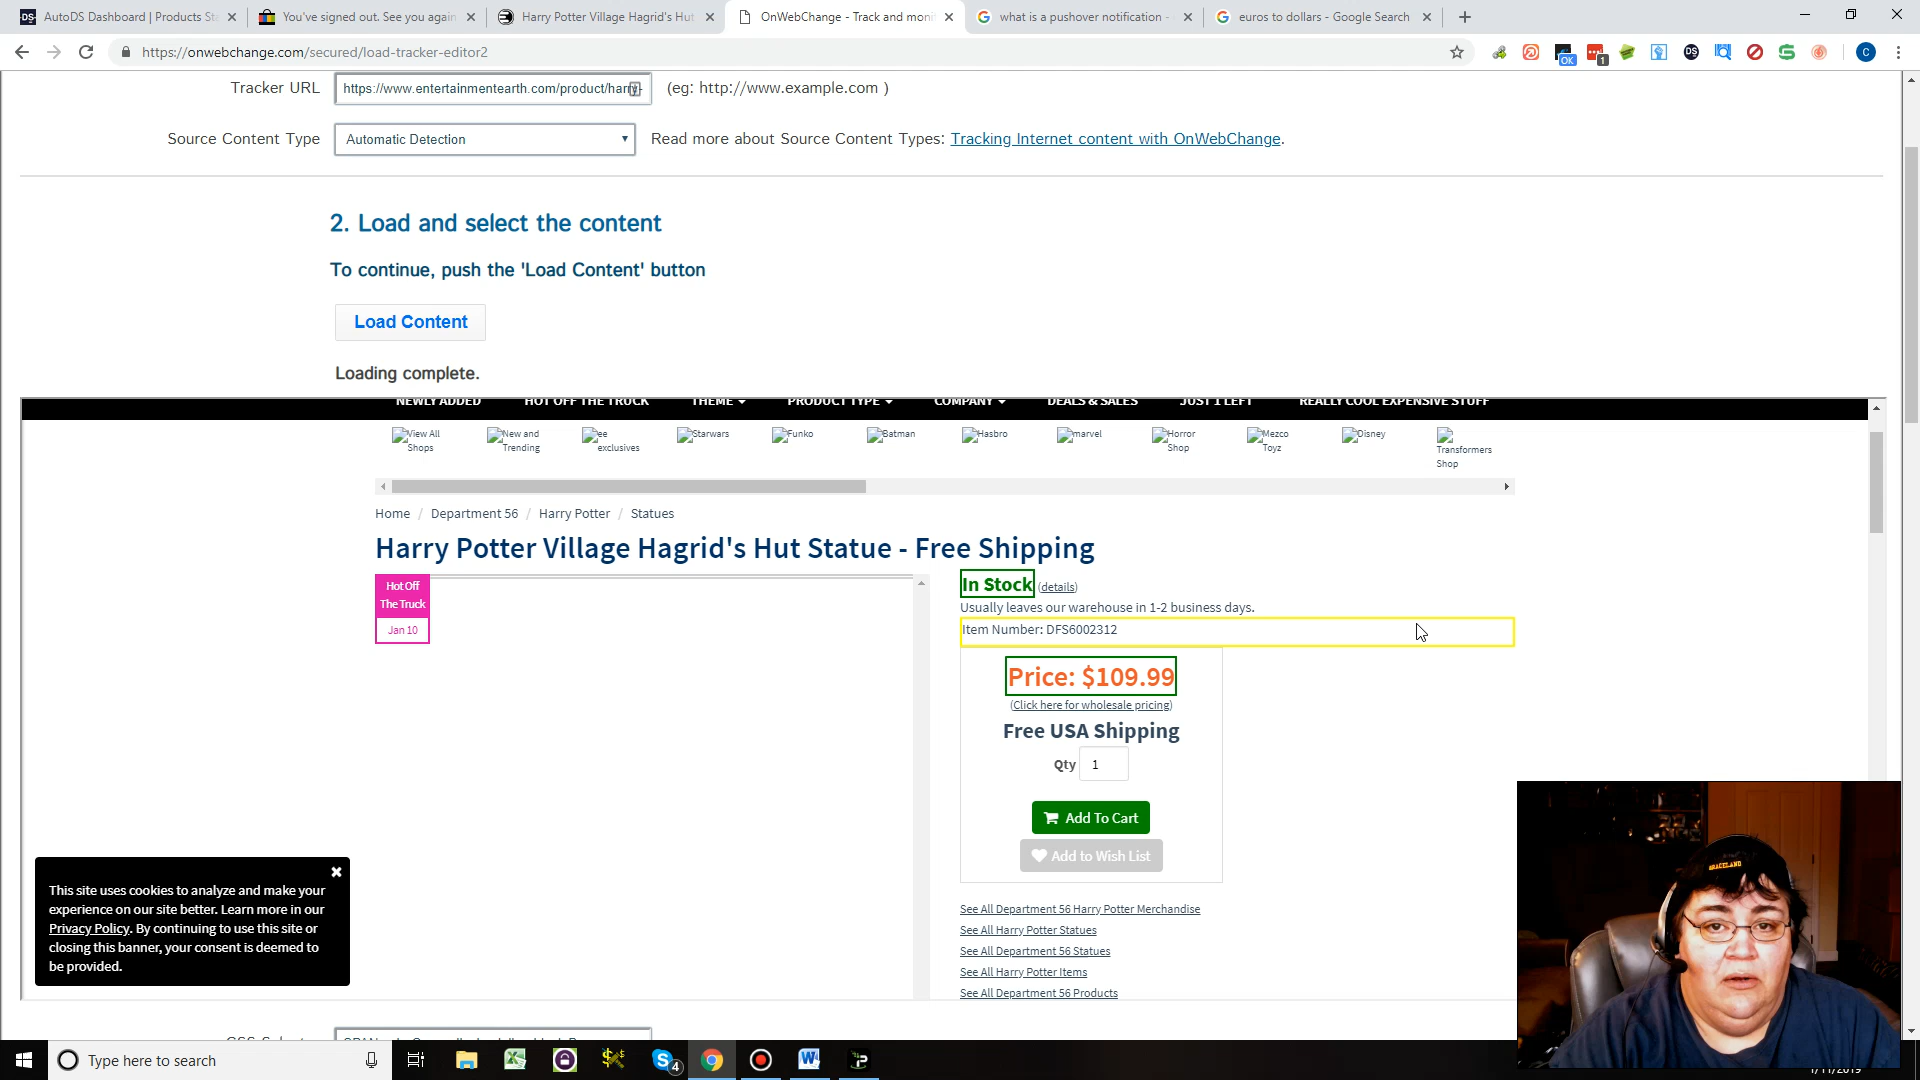 AutoDS Dashboard | Products St
You've signed out. See you again
Harry Potter Village Hagrid's Hut
OnWebChange - Track and moni
what is a pushover notification -
euros to dollars - Google Search
https://onwebchange.com/secured/load-tracker-editor2
OK
1
DS
C
Tracker URL
https://www.entertainmentearth.com/product/harry-
(eg: http://www.example.com )
Source Content Type
Automatic Detection
Read more about Source Content Types: Tracking Internet content with OnWebChange.
2. Load and select the content
To continue, push the 'Load Content' button
Load Content
Loading complete.
NEWLY ADDED
HOT OFF THE TRUCK
THEME
PRODUCT TYPE
COMPANY
DEALS & SALES
JUST 1 LEFT
REALLY COOL EXPENSIVE STUFF
View All Shops
New and Trending
ee exclusives
Starwars
Funko
Batman
Hasbro
marvel
Horror Shop
Mezco Toyz
Disney
Transformers Shop
Home / Department 56 / Harry Potter / Statues
Harry Potter Village Hagrid's Hut Statue - Free Shipping
Hot Off
The Truck
Jan 10
In Stock (details)
Usually leaves our warehouse in 1-2 business days.
Item Number: DFS6002312
Price: $109.99
(Click here for wholesale pricing)
Free USA Shipping
Qty 1
Add To Cart
Add to Wish List
See All Department 56 Harry Potter Merchandise
See All Harry Potter Statues
See All Department 56 Statues
See All Harry Potter Items
See All Department 56 Products
This site uses cookies to analyze and make your
experience on our site better. Learn more in our
Privacy Policy. By continuing to use this site or
closing this banner, your consent is deemed to
be provided.
GRACELAND
Type here to search
4
1/11/2019